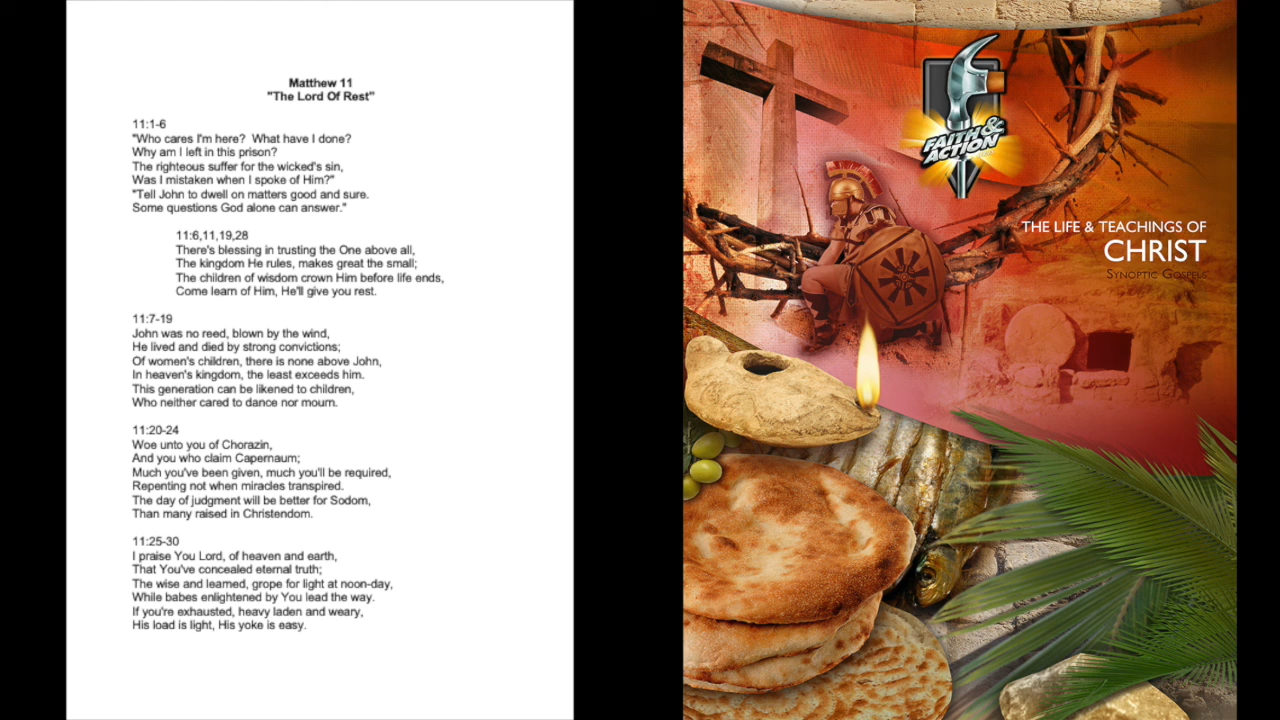 Matthew 11
"The Lord Of Rest"
11:1-6
"Who cares I'm here?  What have I done?
Why am I left in this prison?
The righteous suffer for the wicked's sin,
Was I mistaken when I spoke of Him?"
"Tell John to dwell on matters good and sure.
Some questions God alone can answer."
11:6,11,19,28
There's blessing in trusting the One above all,
The kingdom He rules, makes great the small;
The children of wisdom crown Him before life ends,
Come learn of Him, He'll give you rest.
11:7-19
John was no reed, blown by the wind,
He lived and died by strong convictions;
Of women's children, there is none above John,
In heaven's kingdom, the least exceeds him.
This generation can be likened to children,
Who neither cared to dance nor mourn.
11:20-24
Woe unto you of Chorazin,
And you who claim Capernaum;
Much you've been given, much you'll be required,
Repenting not when miracles transpired.
The day of judgment will be better for Sodom,
Than many raised in Christendom.
11:25-30
I praise You Lord, of heaven and earth,
That You've concealed eternal truth;
The wise and learned, grope for light at noon-day,
While babes enlightened by You lead the way.
If you're exhausted, heavy laden and weary,
His load is light, His yoke is easy.
FAITH &
ACTION
THE LIFE & TEACHINGS OF
CHRIST
SYNOPTIC GOSPELS